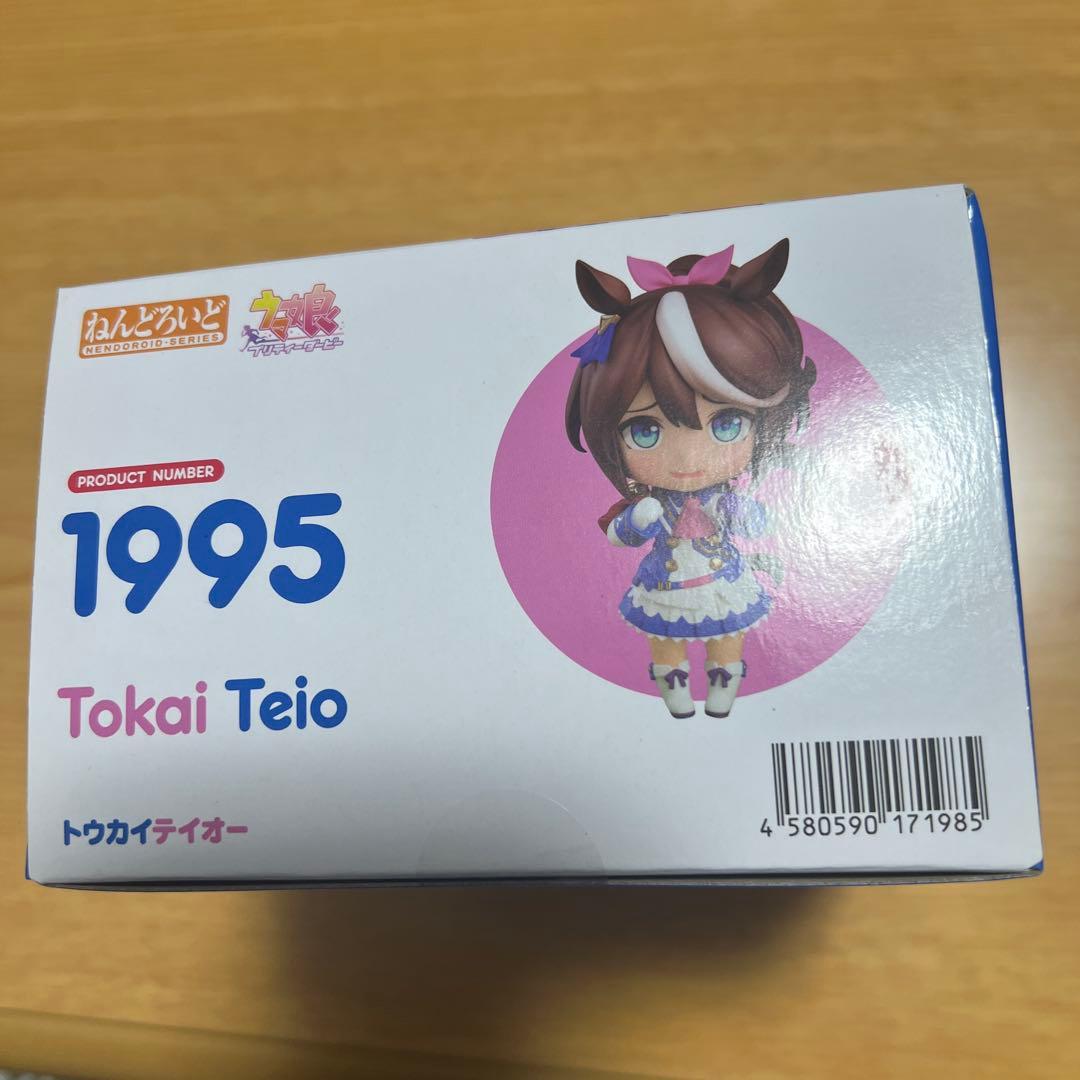 ねんどろいど
NENDOROID·SERIES
ウマ娘
プリティーダービー
PRODUCT NUMBER
1995
Tokai Teio
トウカイテイオー
4 580590 171985